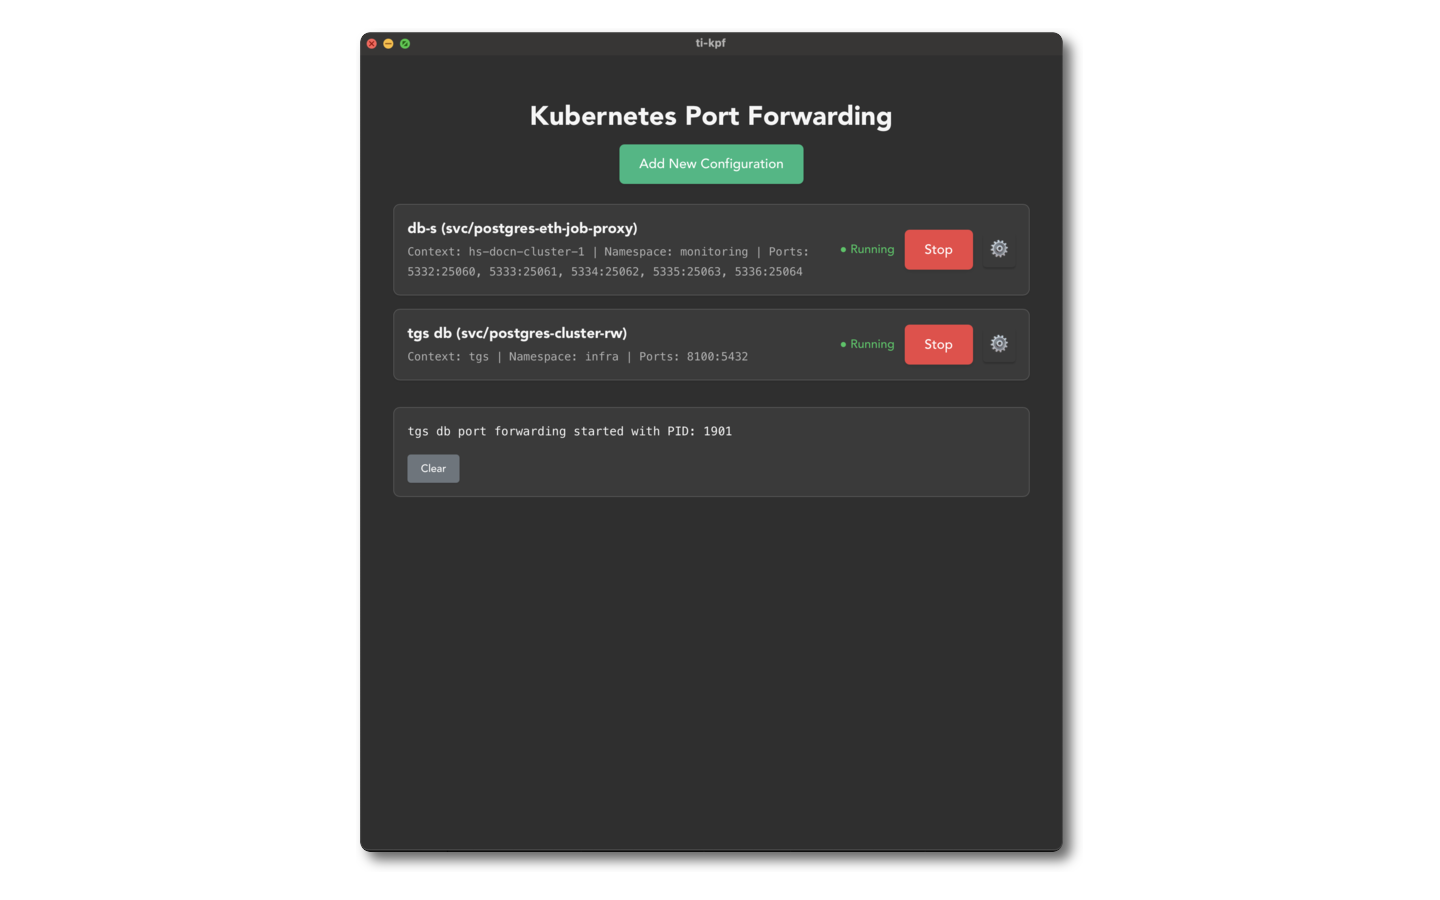 ti-kpf
Kubernetes Port Forwarding
Add New Configuration
db-s (svc/postgres-eth-job-proxy)
Context: hs-docn-cluster-1 | Namespace: monitoring | Ports:
5332:25060, 5333:25061, 5334:25062, 5335:25063, 5336:25064
● Running
Stop
tgs db (svc/postgres-cluster-rw)
Context: tgs | Namespace: infra | Ports: 8100:5432
● Running
Stop
tgs db port forwarding started with PID: 1901
Clear